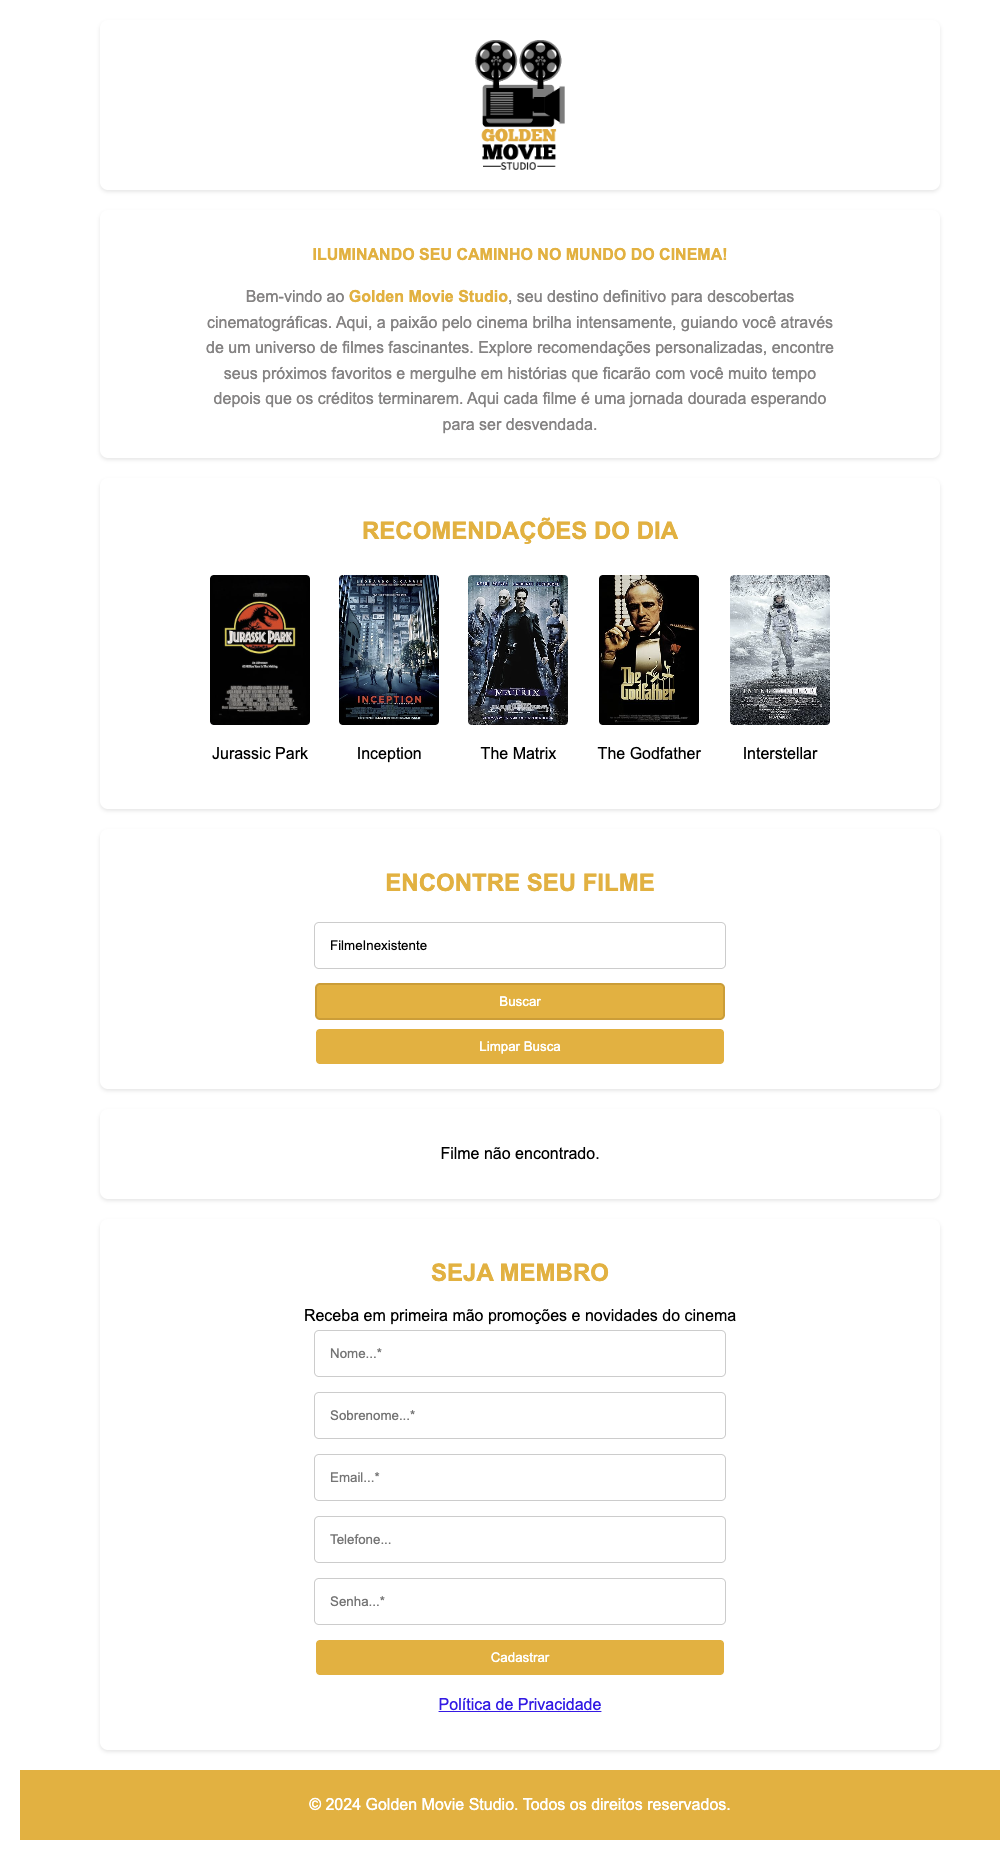 GOLDEN
MOVIE
STUDIO
ILUMINANDO SEU CAMINHO NO MUNDO DO CINEMA!
Bem-vindo ao Golden Movie Studio, seu destino definitivo para descobertas
cinematográficas. Aqui, a paixão pelo cinema brilha intensamente, guiando você através
de um universo de filmes fascinantes. Explore recomendações personalizadas, encontre
seus próximos favoritos e mergulhe em histórias que ficarão com você muito tempo
depois que os créditos terminarem. Aqui cada filme é uma jornada dourada esperando
para ser desvendada.
RECOMENDAÇÕES DO DIA
JURASSIC PARK
INCEPTION
MATRIX
The Godfather
Jurassic Park
Inception
The Matrix
The Godfather
Interstellar
ENCONTRE SEU FILME
FilmeInexistente
Buscar
Limpar Busca
Filme não encontrado.
SEJA MEMBRO
Receba em primeira mão promoções e novidades do cinema
Nome...*
Sobrenome...*
Email...*
Telefone...
Senha...*
Cadastrar
Política de Privacidade
© 2024 Golden Movie Studio. Todos os direitos reservados.